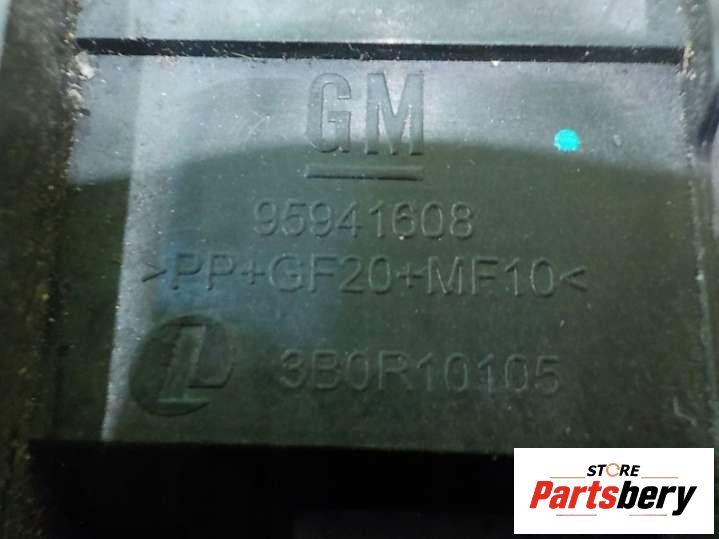 GM
95941608
>PP+GF20+MF10<
3B0R10105
STORE
Partsbery